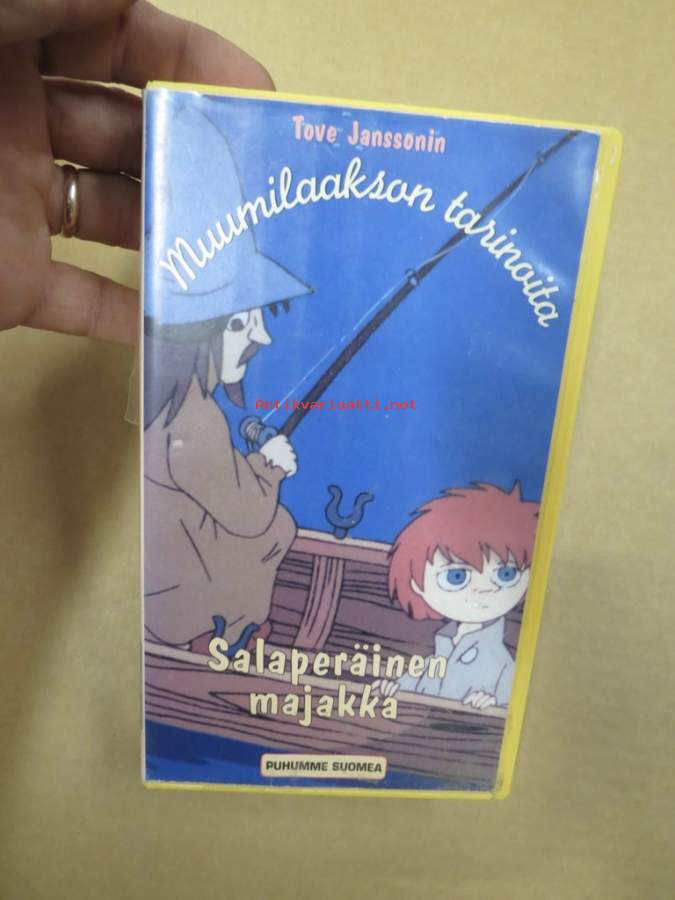 Tove Janssonin
Muumilaakson tarinoita
Antikvariaatti.net
Salaperäinen
majakka
PUHUMME SUOMEA